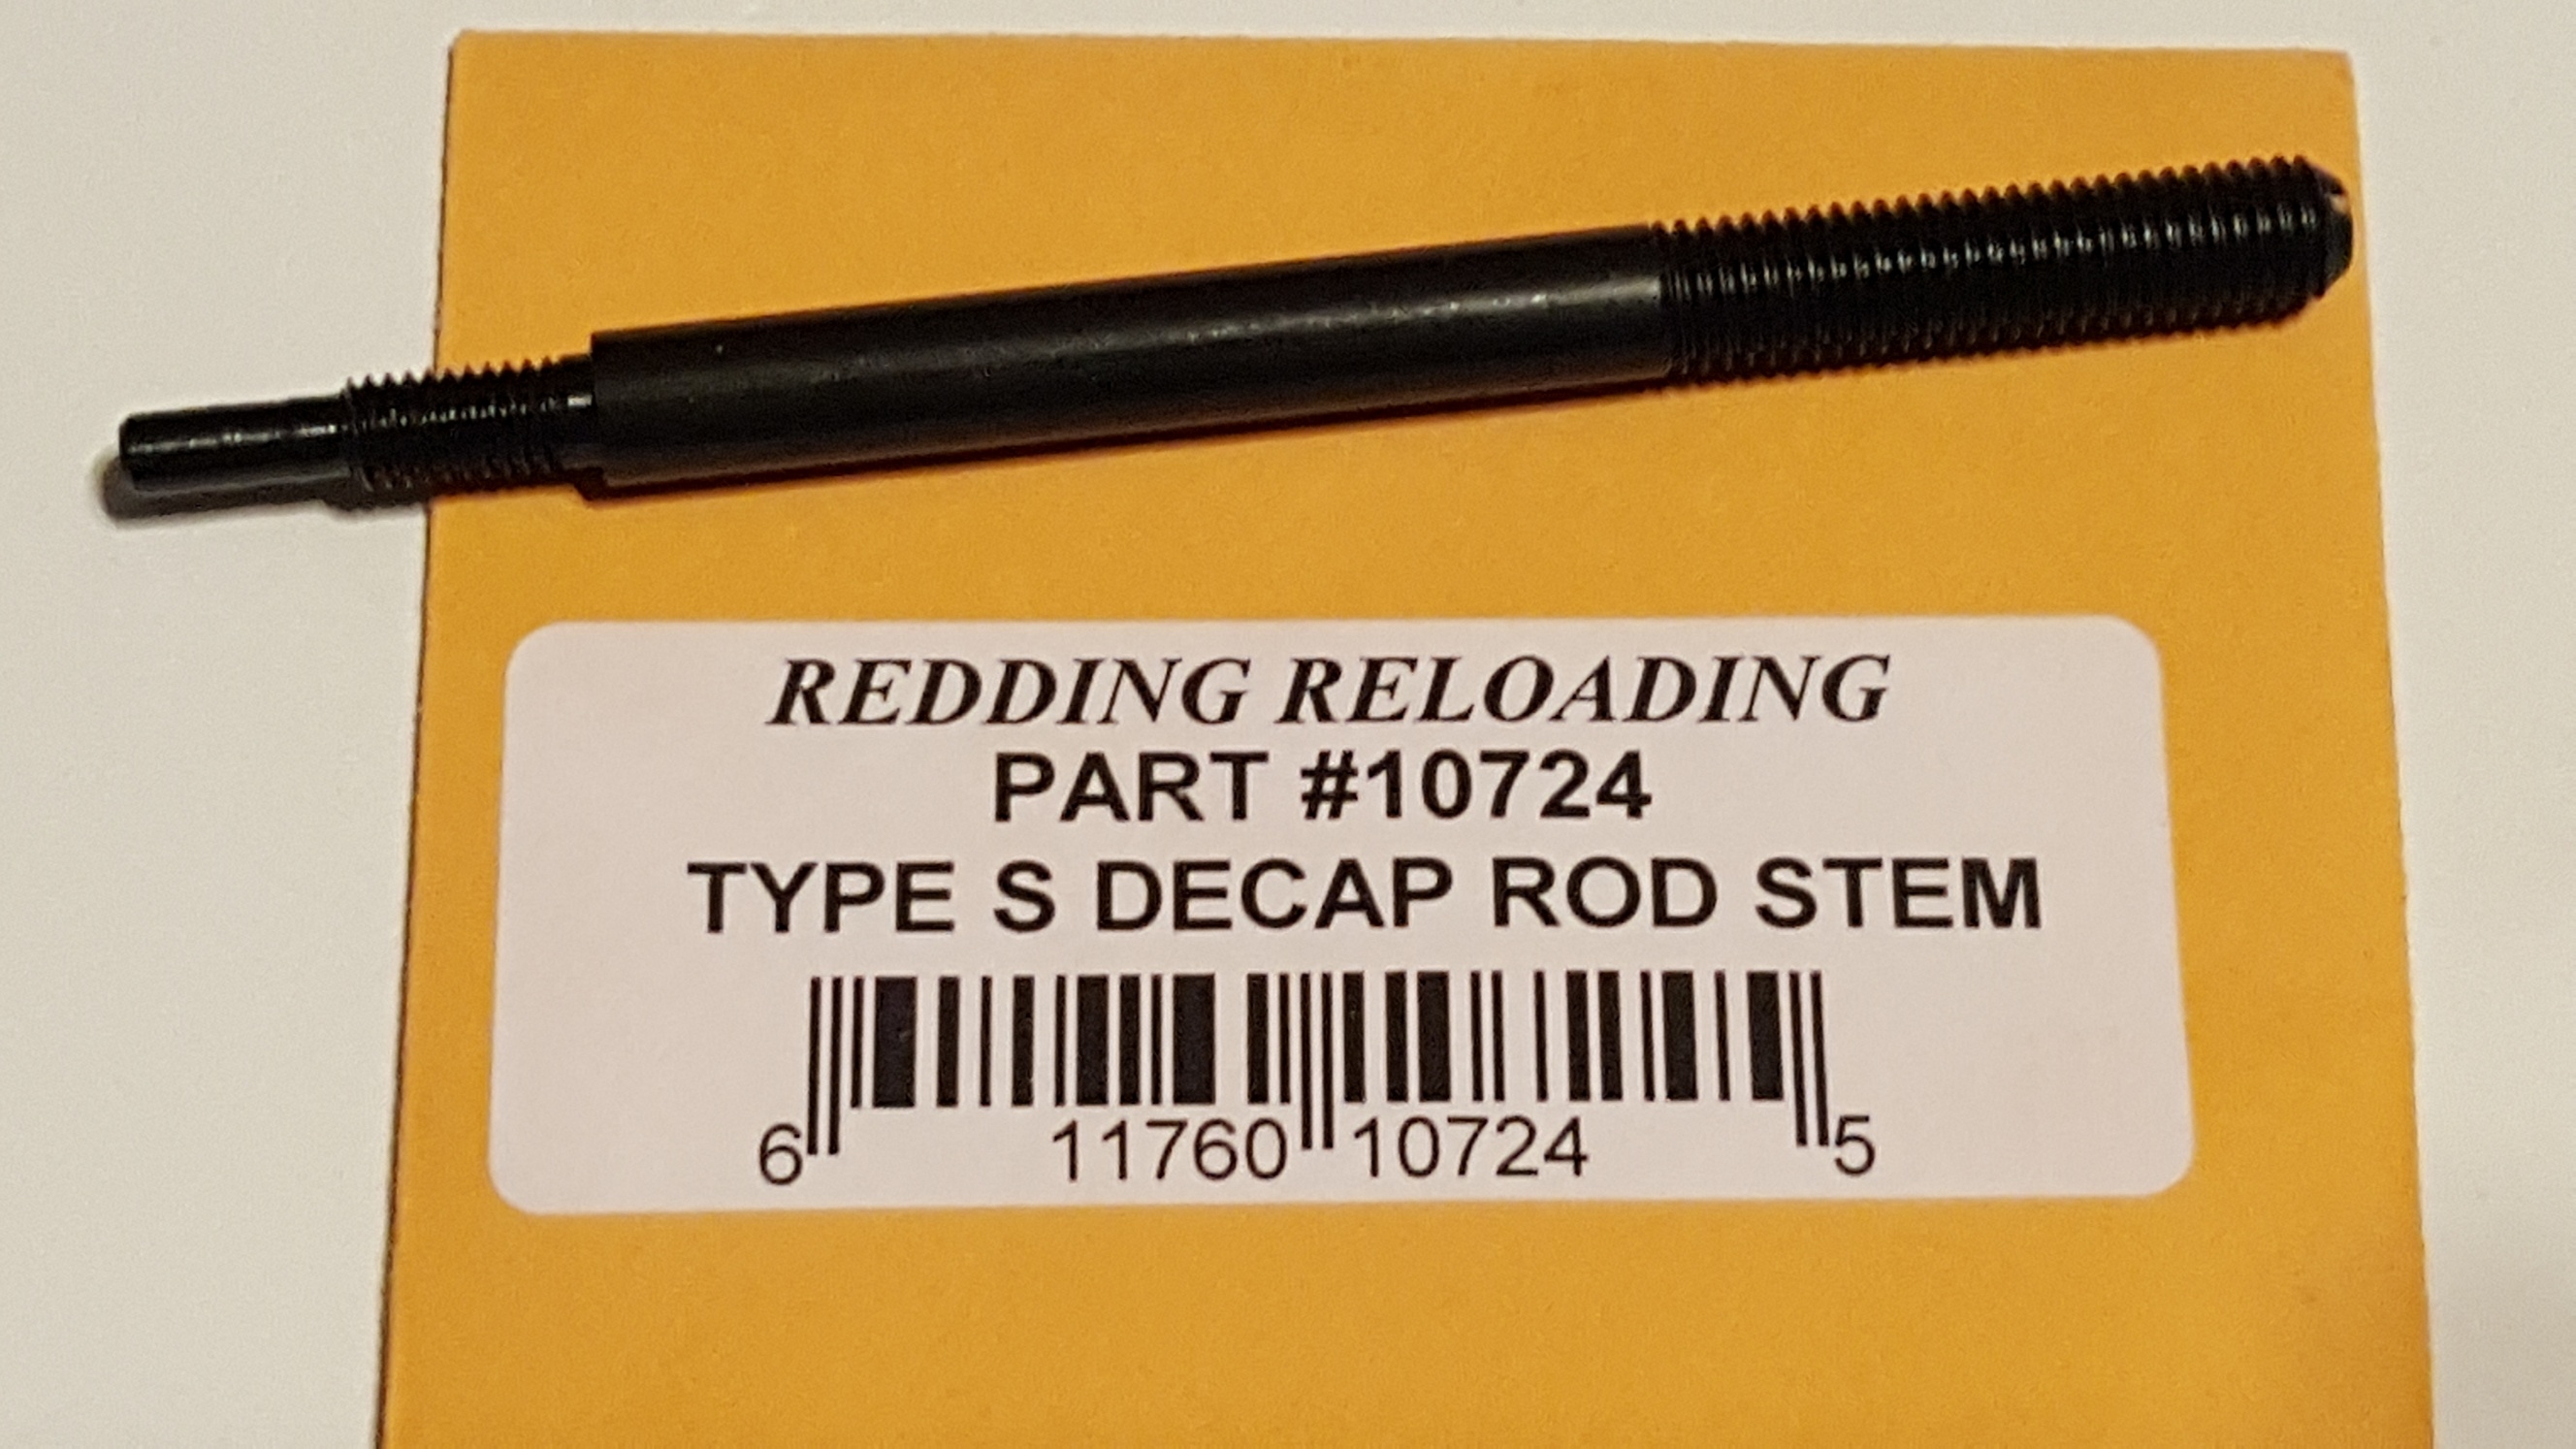 REDDING RELOADING
PART #10724
TYPE S DECAP ROD STEM
6 11760 10724 5